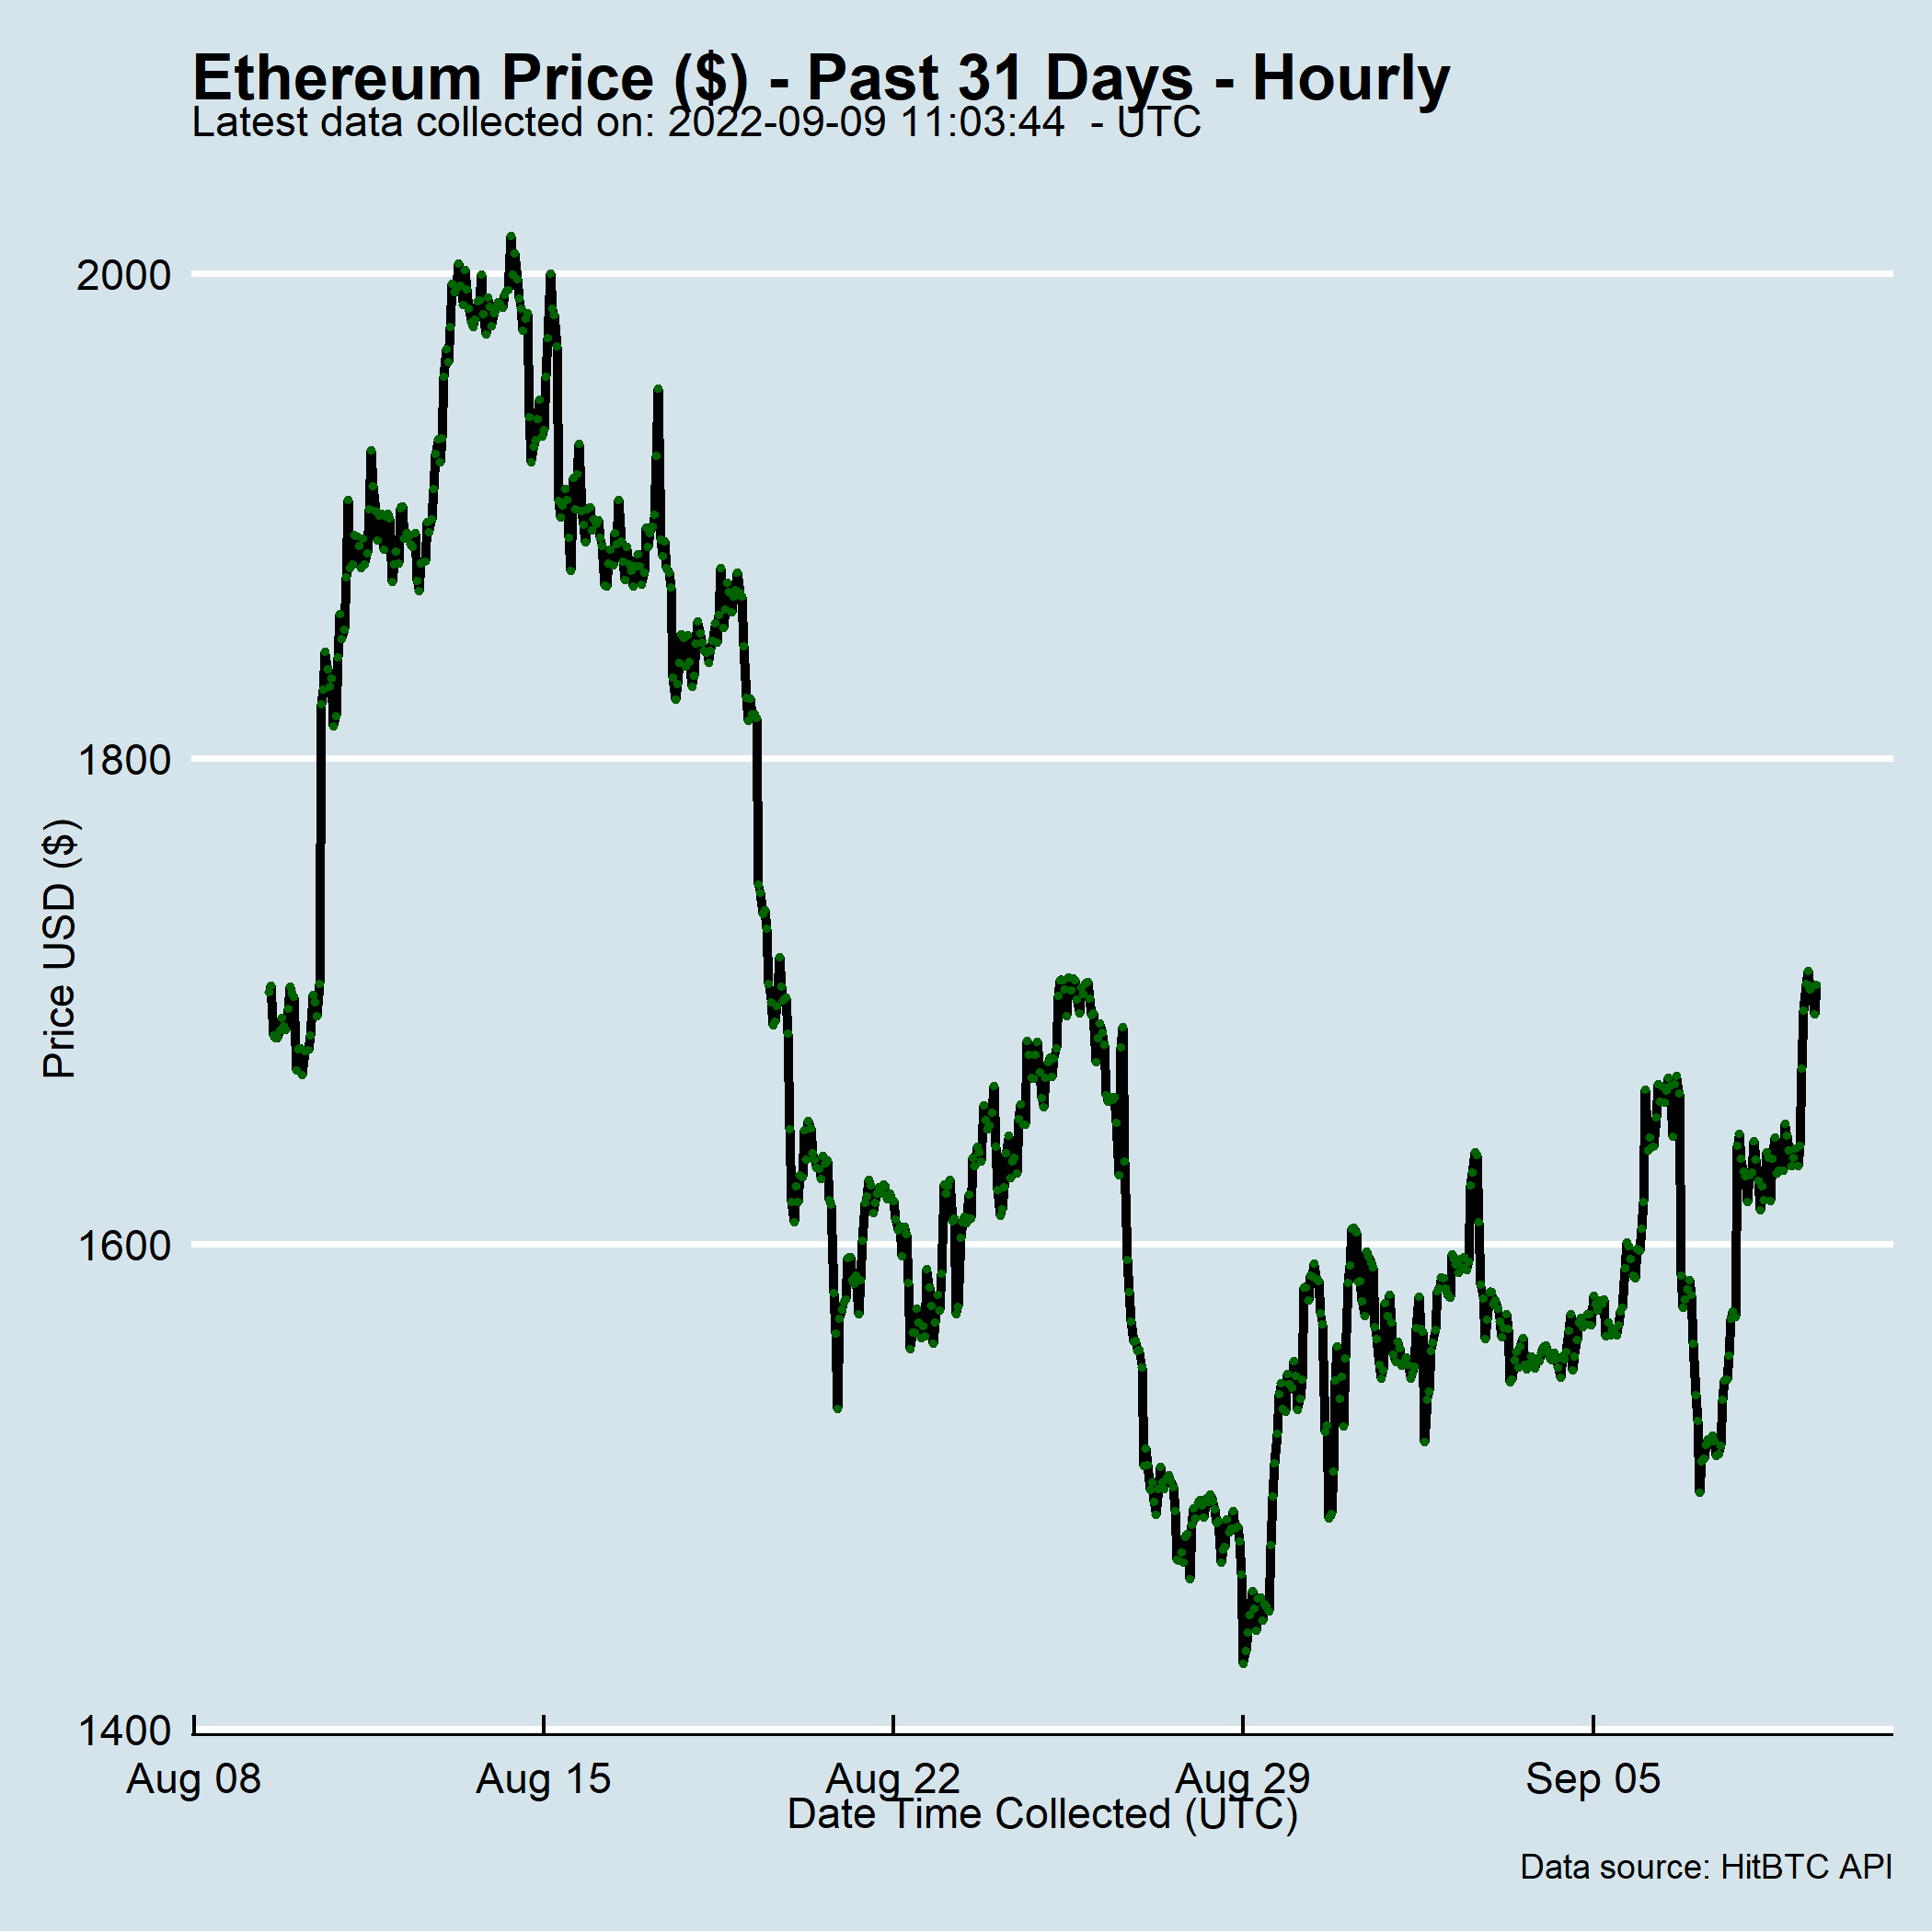 Ethereum Price ($) - Past 31 Days - Hourly
Latest data collected on: 2022-09-09 11:03:44  - UTC
2000
1800
1600
1400
Price USD ($)
Aug 08 Aug 15 Aug 22 Aug 29 Sep 05
Date Time Collected (UTC)
Data source: HitBTC API